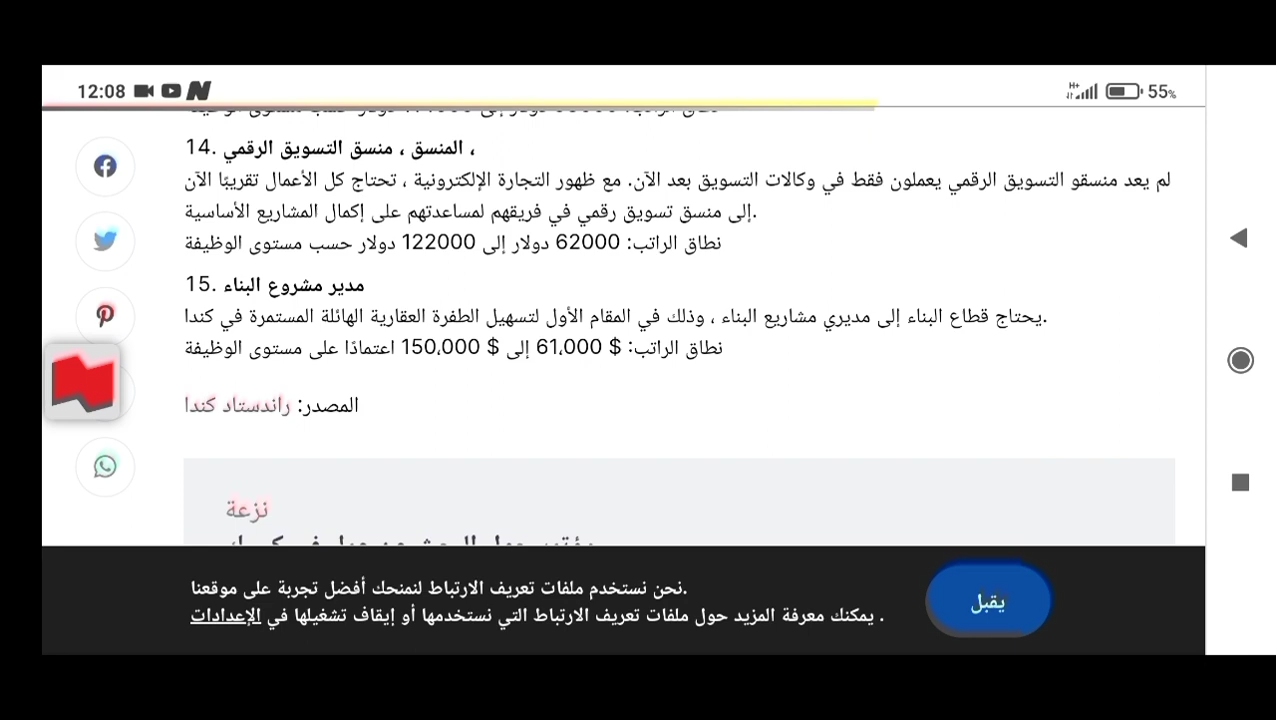 12:08
H+
55%
14. المنسق ، منسق التسويق الرقمي ،
لم يعد منسقو التسويق الرقمي يعملون فقط في وكالات التسويق بعد الآن. مع ظهور التجارة الإلكترونية ، تحتاج كل الأعمال تقريبًا الآن
إلى منسق تسويق رقمي في فريقهم لمساعدتهم على إكمال المشاريع الأساسية.
نطاق الراتب: 62000 دولار إلى 122000 دولار حسب مستوى الوظيفة
15. مدير مشروع البناء
يحتاج قطاع البناء إلى مديري مشاريع البناء ، وذلك في المقام الأول لتسهيل الطفرة العقارية الهائلة المستمرة في كندا.
نطاق الراتب: $ 61،000 إلى $ 150،000 اعتمادًا على مستوى الوظيفة
المصدر: راندستاد كندا
نزعة
نحن نستخدم ملفات تعريف الارتباط لنمنحك أفضل تجربة على موقعنا.
يمكنك معرفة المزيد حول ملفات تعريف الارتباط التي نستخدمها أو إيقاف تشغيلها في الإعدادات .
يقبل